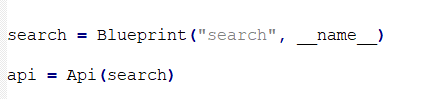 search = Blueprint("search", __name__)
api = Api(search)